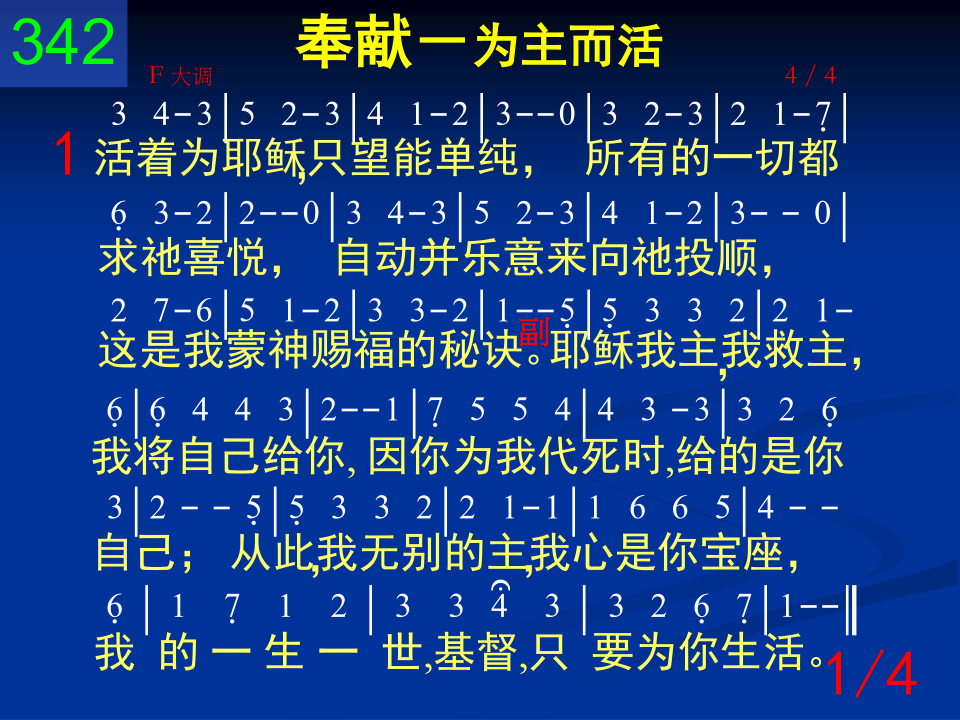 342
奉献－为主而活
F 大调
4 / 4
3 4-3|5 2-3|4 1-2|3--0|3 2-3|2 1-7̣|
1 活着为耶稣,只望能单纯， 所有的一切都
6̣ 3-2|2--0|3 4-3|5 2-3|4 1-2|3-- 0|
求祂喜悦， 自动并乐意来向祂投顺，
2 7-6|5 1-2|3 3-2|1--5̣|5̣ 3 3 2|2 1-
这是我蒙神赐福的秘诀。副 耶稣我主,我救主，
6̣|6̣ 4 4 3|2--1|7̣ 5 5 4|4 3 -3|3 2 6̣
我将自己给你, 因你为我代死时,给的是你
3|2 -- 5̣|5̣ 3 3 2|2 1-1|1 6 6 5|4 --
自己； 从此,我无别的主,我心是你宝座，
6̣| 1 7̣ 1 2| 3 3 4 3| 3 2 6̣ 7̣|1--‖
我 的 一 生 一 世,基督,只 要为你生活。
1/4